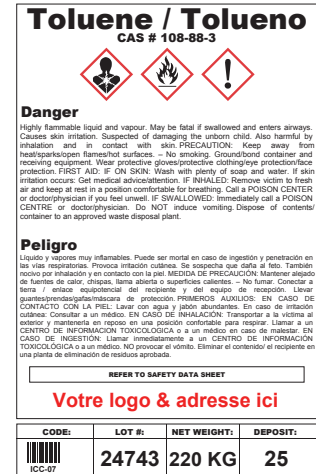 Toluene / Tolueno
CAS # 108-88-3
Danger
Highly flammable liquid and vapour. May be fatal if swallowed and enters airways.
Causes skin irritation. Suspected of damaging the unborn child. Also harmful by
inhalation and in contact with skin. PRECAUTION: Keep away from
heat/sparks/open flames/hot surfaces. – No smoking. Ground/bond container and
receiving equipment. Wear protective gloves/protective clothing/eye protection/face
protection. FIRST AID: IF ON SKIN: Wash with plenty of soap and water. If skin
irritation occurs: Get medical advice/attention. IF INHALED: Remove victim to fresh
air and keep at rest in a position comfortable for breathing. Call a POISON CENTER
or doctor/physician if you feel unwell. IF SWALLOWED: Immediately call a POISON
CENTRE or doctor/physician. Do NOT induce vomiting. Dispose of contents/
container to an approved waste disposal plant.
Peligro
Líquido y vapores muy inflamables. Puede ser mortal en caso de ingestión y penetración en
las vías respiratorias. Provoca irritación cutánea. Se sospecha que daña al feto. También
nocivo por inhalación y en contacto con la piel. MEDIDA DE PRECAUCIÓN: Mantener alejado
de fuentes de calor, chispas, llama abierta o superficies calientes. – No fumar. Conectar a
tierra / enlace equipotencial del recipiente y del equipo de recepción. Llevar
guantes/prendas/gafas/máscara de protección. PRIMEROS AUXILIOS: EN CASO DE
CONTACTO CON LA PIEL: Lavar con agua y jabón abundantes. En caso de irritación
cutánea: Consultar a un médico. EN CASO DE INHALACIÓN: Transportar a la víctima al
exterior y mantenerla en reposo en una posición confortable para respirar. Llamar a un
CENTRO DE INFORMACION TOXICOLOGICA o a un médico en caso de malestar. EN
CASO DE INGESTIÓN: Llamar inmediatamente a un CENTRO DE INFORMACIÓN
TOXICOLÓGICA o a un médico. NO provocar el vómito. Eliminar el contenido/ el recipiente en
una planta de eliminación de residuos aprobada.
REFER TO SAFETY DATA SHEET
Votre logo & adresse ici
CODE: LOT #: NET WEIGHT: DEPOSIT:
ICC-07 24743 220 KG 25